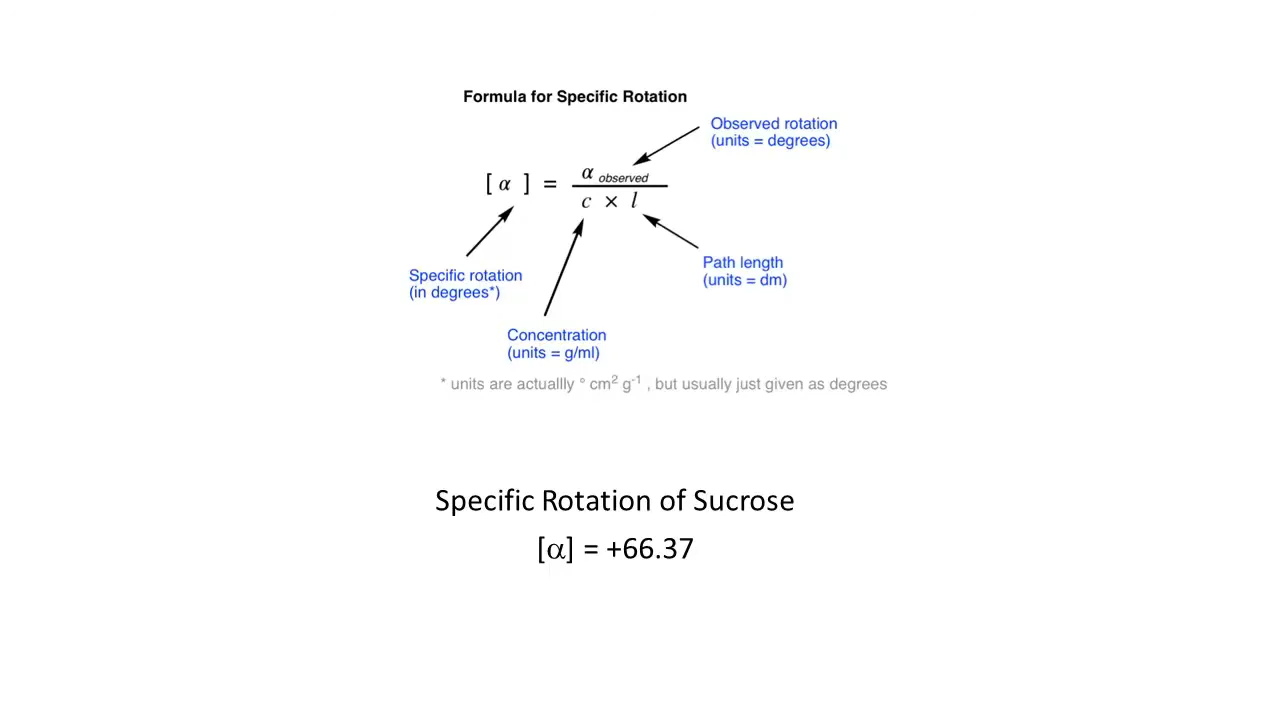 Formula for Specific Rotation
Observed rotation
(units = degrees)
[ α ] = α observed
c × l
Path length
(units = dm)
Specific rotation
(in degrees*)
Concentration
(units = g/ml)
* units are actuallly ° cm² g⁻¹ , but usually just given as degrees
Specific Rotation of Sucrose
[α] = +66.37